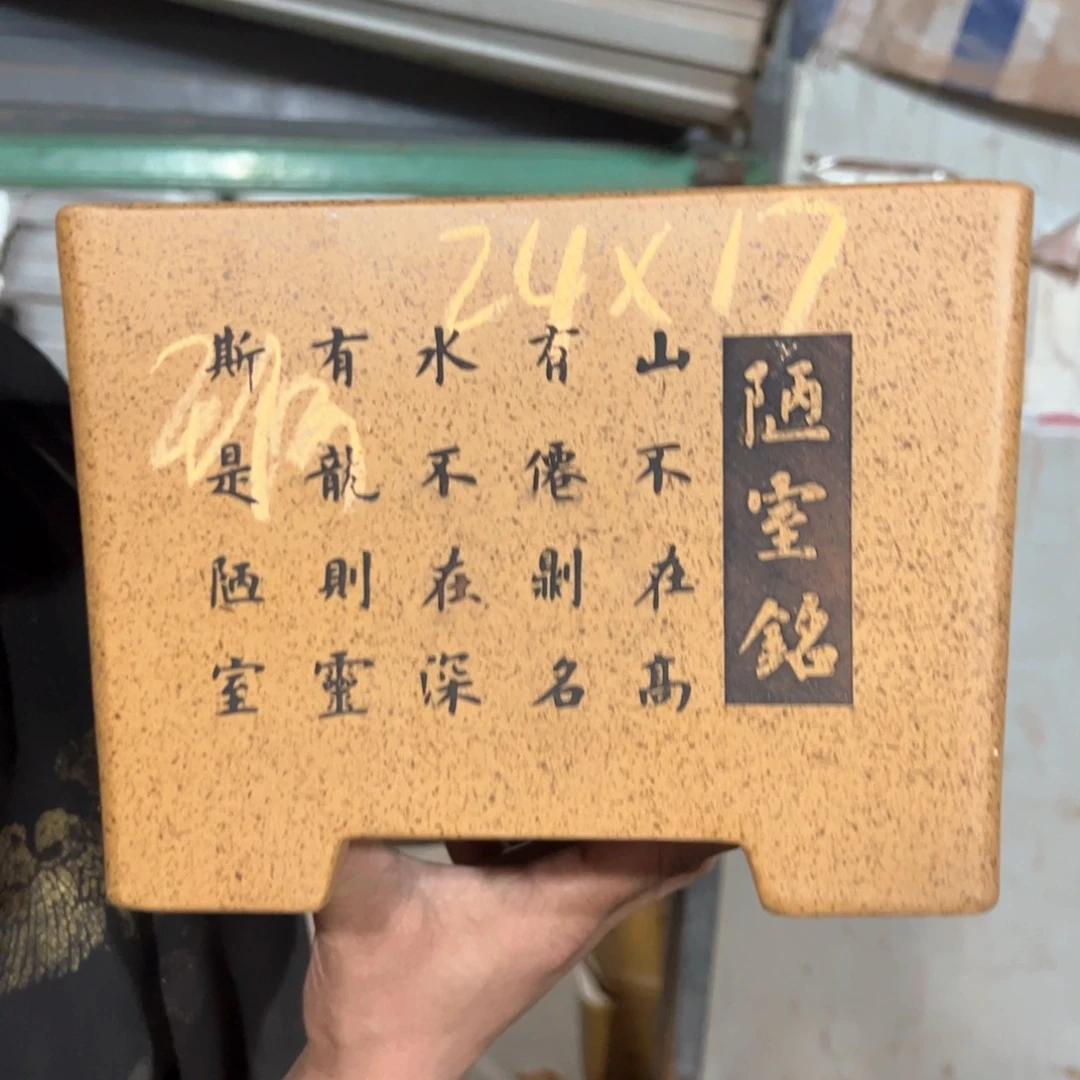 24x17
陋室銘
山不在高
有僊剿名
水不在深
有龍則靈
斯是陋室